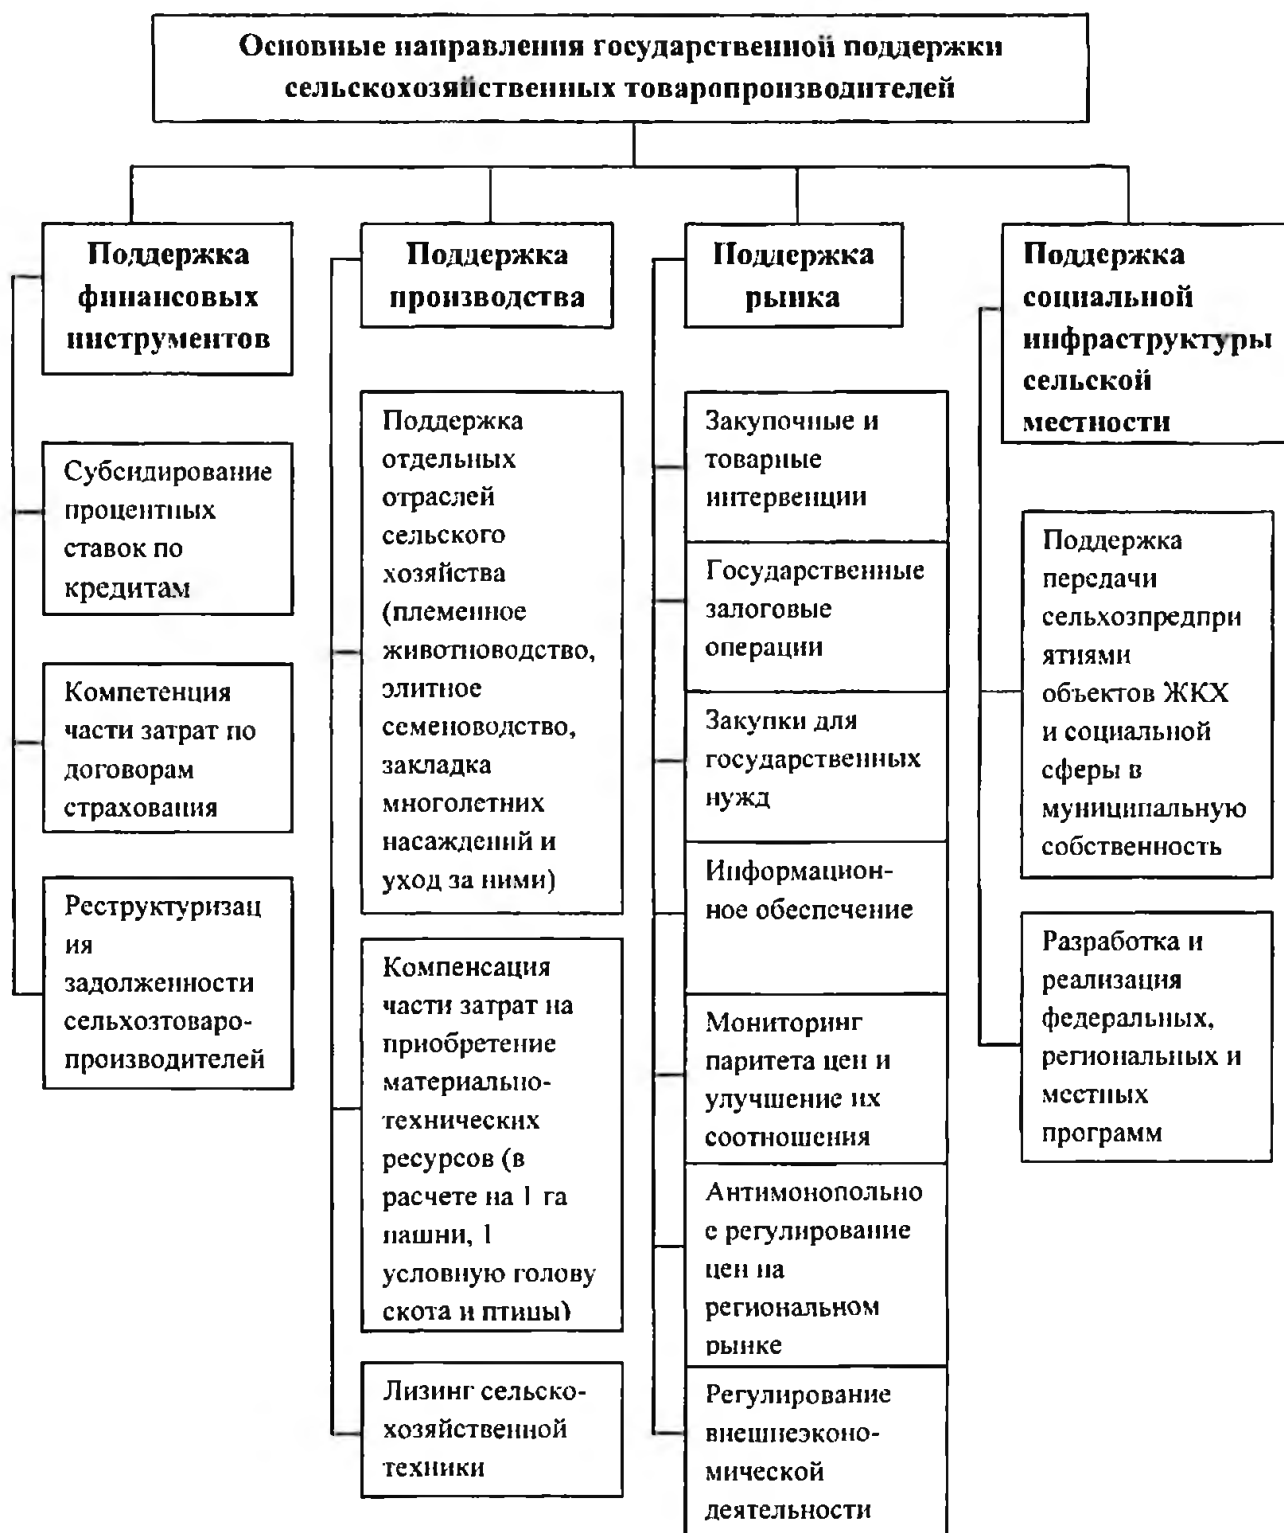 Основные направления государственной поддержки
сельскохозяйственных товаропроизводителей
Поддержка
финансовых
инструментов
Субсидирование
процентных
ставок по
кредитам
Компетенция
части затрат по
договорам
страхования
Реструктуризац
ия
задолженности
сельхозтоваро-
производителей
Поддержка
производства
Поддержка
отдельных
отраслей
сельского
хозяйства
(племенное
животноводство,
элитное
семеноводство,
закладка
многолетних
насаждений и
уход за ними)
Компенсация
части затрат на
приобретение
материально-
технических
ресурсов (в
расчете на 1 га
пашни, 1
условную голову
скота и птицы)
Лизинг сельско-
хозяйственной
техники
Поддержка
рынка
Закупочные и
товарные
интервенции
Государственные
залоговые
операции
Закупки для
государственных
нужд
Информацион-
ное обеспечение
Мониторинг
паритета цен и
улучшение их
соотношения
Антимонопольно
е регулирование
цен на
региональном
рынке
Регулирование
внешнеэконо-
мической
деятельности
Поддержка
социальной
инфраструктуры
сельской
местности
Поддержка
передачи
сельхозпредпри
ятиями
объектов ЖКХ
и социальной
сферы в
муниципальную
собственность
Разработка и
реализация
федеральных,
региональных и
местных
программ